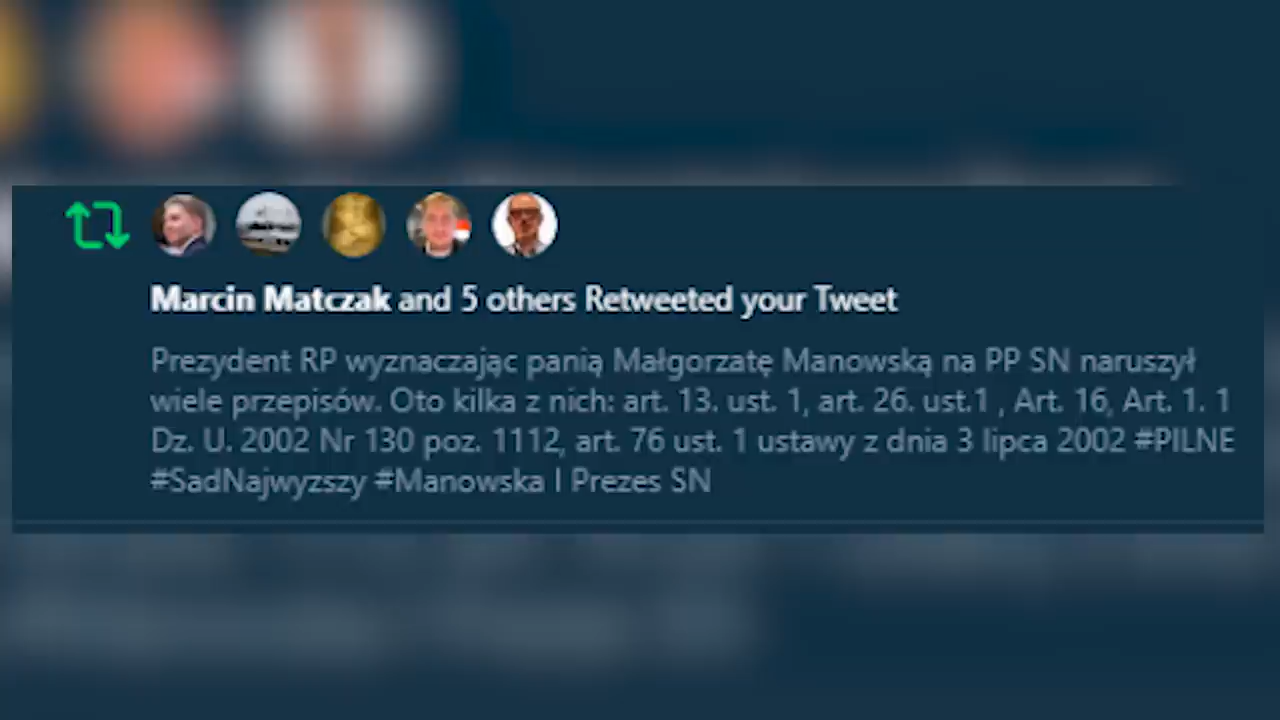 Marcin Matczak and 5 others Retweeted your Tweet
Prezydent RP wyznaczając panią Małgorzatę Manowską na PP SN naruszył
wiele przepisów. Oto kilka z nich: art. 13. ust. 1, art. 26. ust.1 , Art. 16, Art. 1. 1
Dz. U. 2002 Nr 130 poz. 1112, art. 76 ust. 1 ustawy z dnia 3 lipca 2002 #PILNE
#SadNajwyzszy #Manowska I Prezes SN